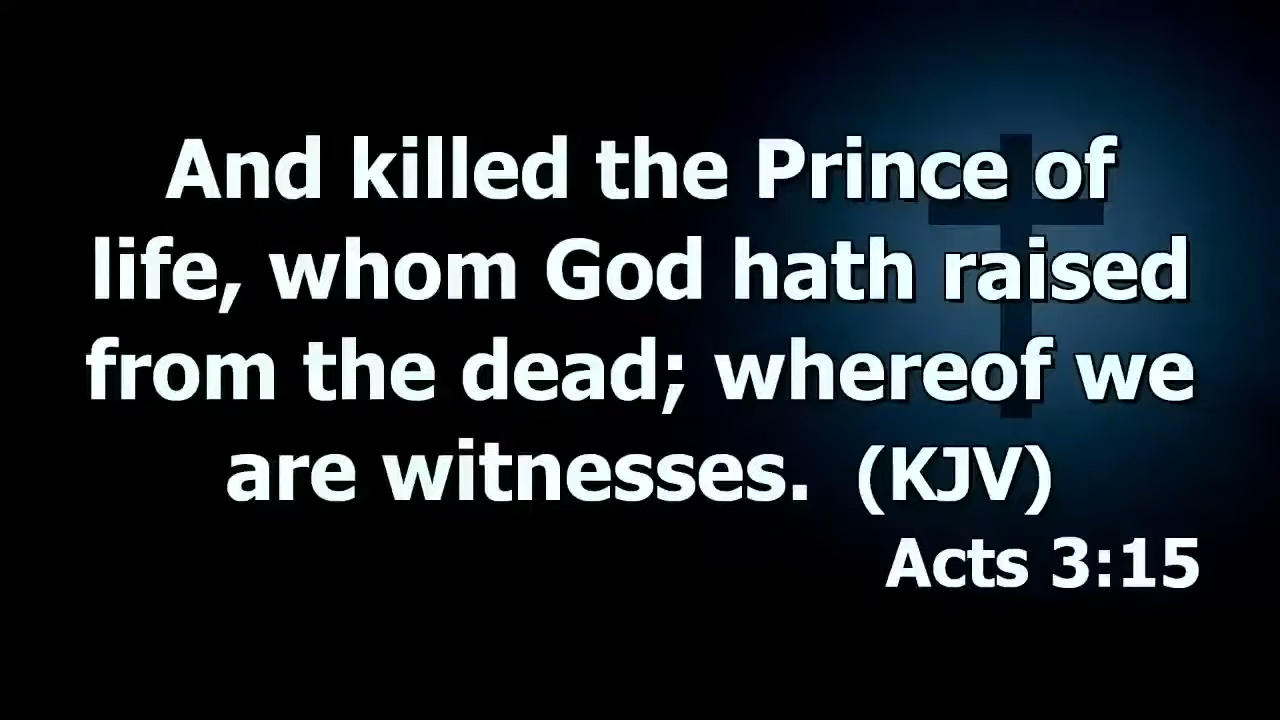 And killed the Prince of
life, whom God hath raised
from the dead; whereof we
are witnesses. (KJV)
Acts 3:15